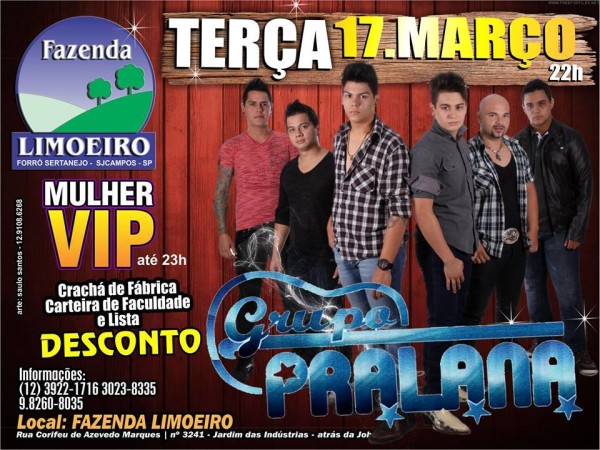 Fazenda
LIMOEIRO
FORRÓ SERTANEJO - SJCAMPOS - SP
TERÇA 17.MARÇO
22h
MULHER
VIP
até 23h
Crachá de Fábrica
Carteira de Faculdade
e Lista
DESCONTO
arte: saulo santos - 12.9108.6268
Grupo
PRALANA
Informações:
(12) 3922-1716 3023-8335
9.8260-8035
Local: FAZENDA LIMOEIRO
Rua Corifeu de Azevedo Marques | nº 3241 - Jardim das Indústrias - atrás da Joh